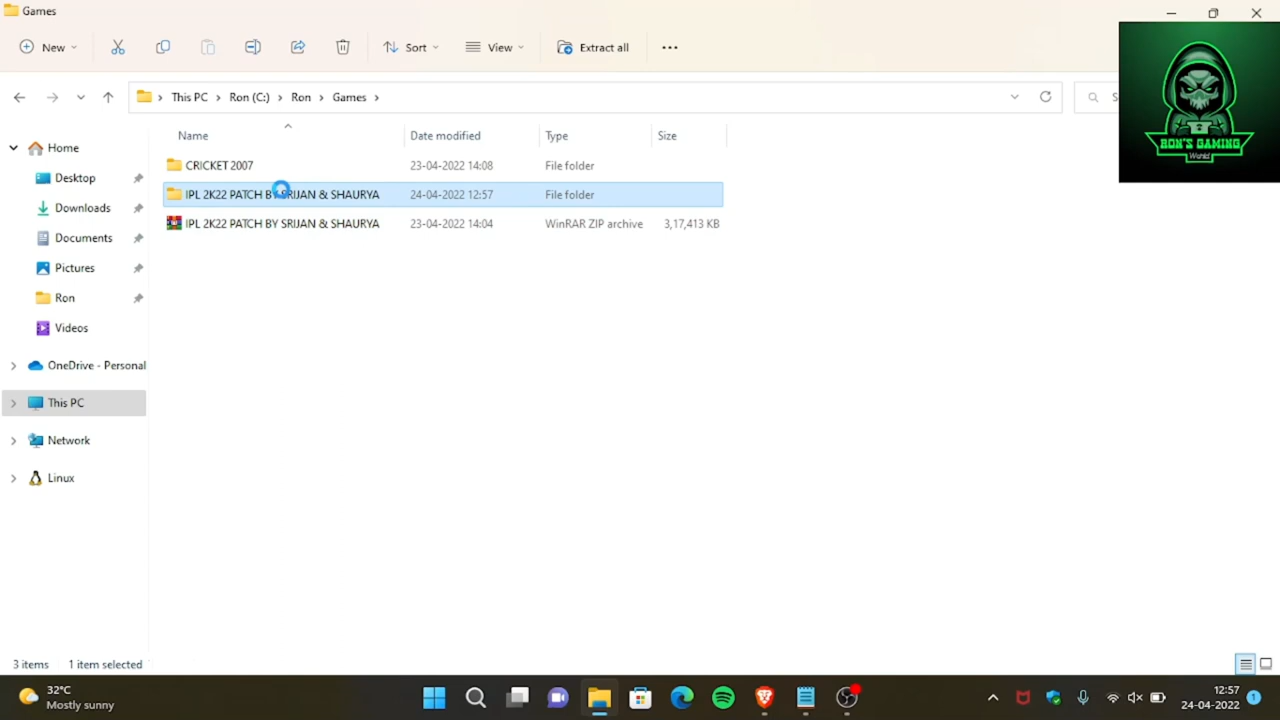 Games
New
Sort
View
Extract all
This PC
Ron (C:)
Ron
Games
S
RON'S GAMING
World
Name
Date modified
Type
Size
Home
Desktop
Downloads
Documents
Pictures
Ron
Videos
OneDrive - Personal
This PC
Network
Linux
CRICKET 2007 23-04-2022 14:08 File folder
IPL 2K22 PATCH BY SRIJAN & SHAURYA 24-04-2022 12:57 File folder
IPL 2K22 PATCH BY SRIJAN & SHAURYA 23-04-2022 14:04 WinRAR ZIP archive 3,17,413 KB
3 items 1 item selected
32°C
Mostly sunny
12:57
24-04-2022
1